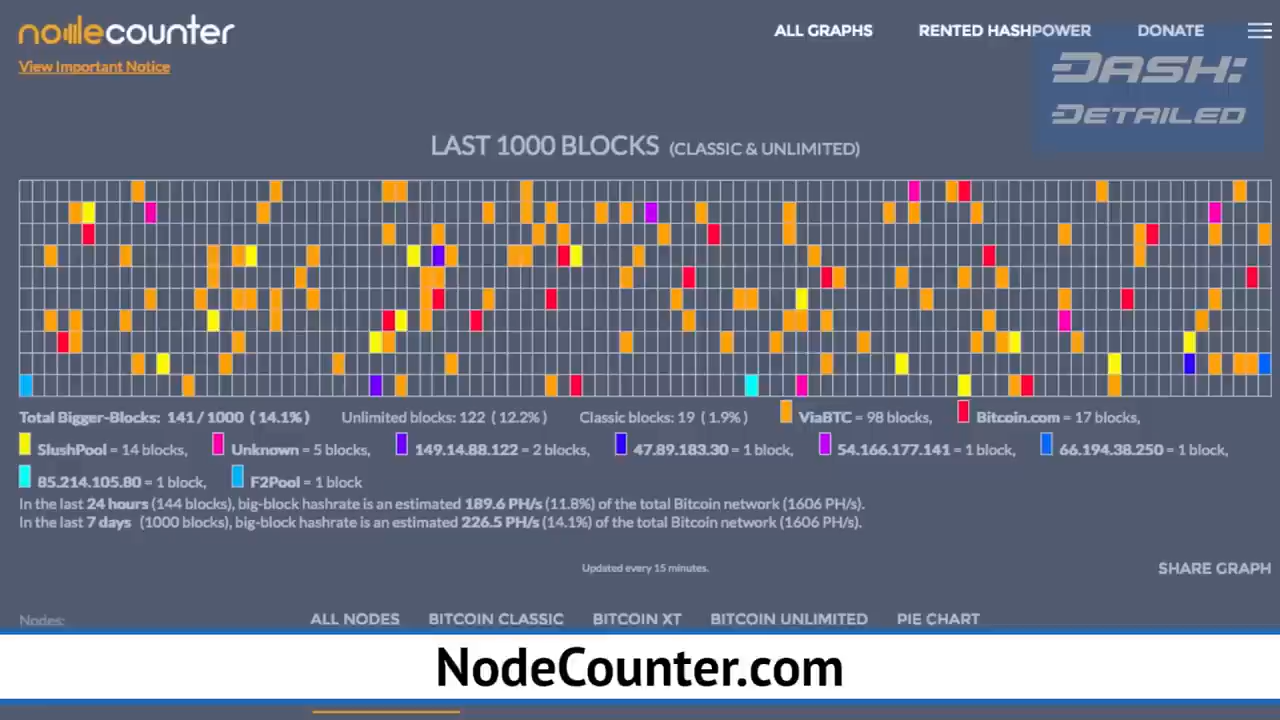 nodecounter
ALL GRAPHS RENTED HASHPOWER DONATE
View Important Notice
DASH:
DETAILED
LAST 1000 BLOCKS (CLASSIC & UNLIMITED)
Total Bigger-Blocks: 141 / 1000 ( 14.1% ) Unlimited blocks: 122 ( 12.2% ) Classic blocks: 19 ( 1.9% ) ViaBTC = 98 blocks, Bitcoin.com = 17 blocks,
SlushPool = 14 blocks, Unknown = 5 blocks, 149.14.88.122 = 2 blocks, 47.89.183.30 = 1 block, 54.166.177.141 = 1 block, 66.194.38.250 = 1 block,
85.214.105.80 = 1 block, F2Pool = 1 block
In the last 24 hours (144 blocks), big-block hashrate is an estimated 189.6 PH/s (11.8%) of the total Bitcoin network (1606 PH/s).
In the last 7 days (1000 blocks), big-block hashrate is an estimated 226.5 PH/s (14.1%) of the total Bitcoin network (1606 PH/s).
Updated every 15 minutes.
SHARE GRAPH
Nodes: ALL NODES BITCOIN CLASSIC BITCOIN XT BITCOIN UNLIMITED PIE CHART
NodeCounter.com